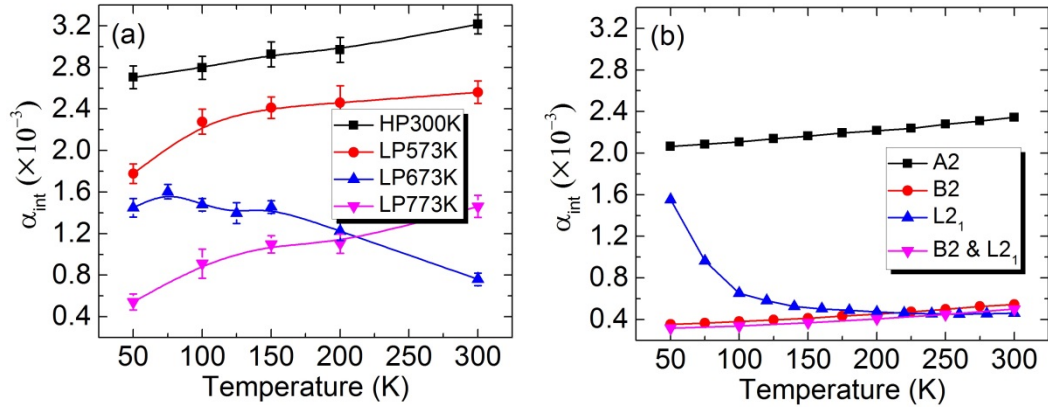 (a)
α_int (×10⁻³)
3.2
2.8
2.4
2.0
1.6
1.2
0.8
0.4
HP300K
LP573K
LP673K
LP773K
50 100 150 200 250 300
Temperature (K)
(b)
α_int (×10⁻³)
3.2
2.8
2.4
2.0
1.6
1.2
0.8
0.4
A2
B2
L2₁
B2 & L2₁
50 100 150 200 250 300
Temperature (K)